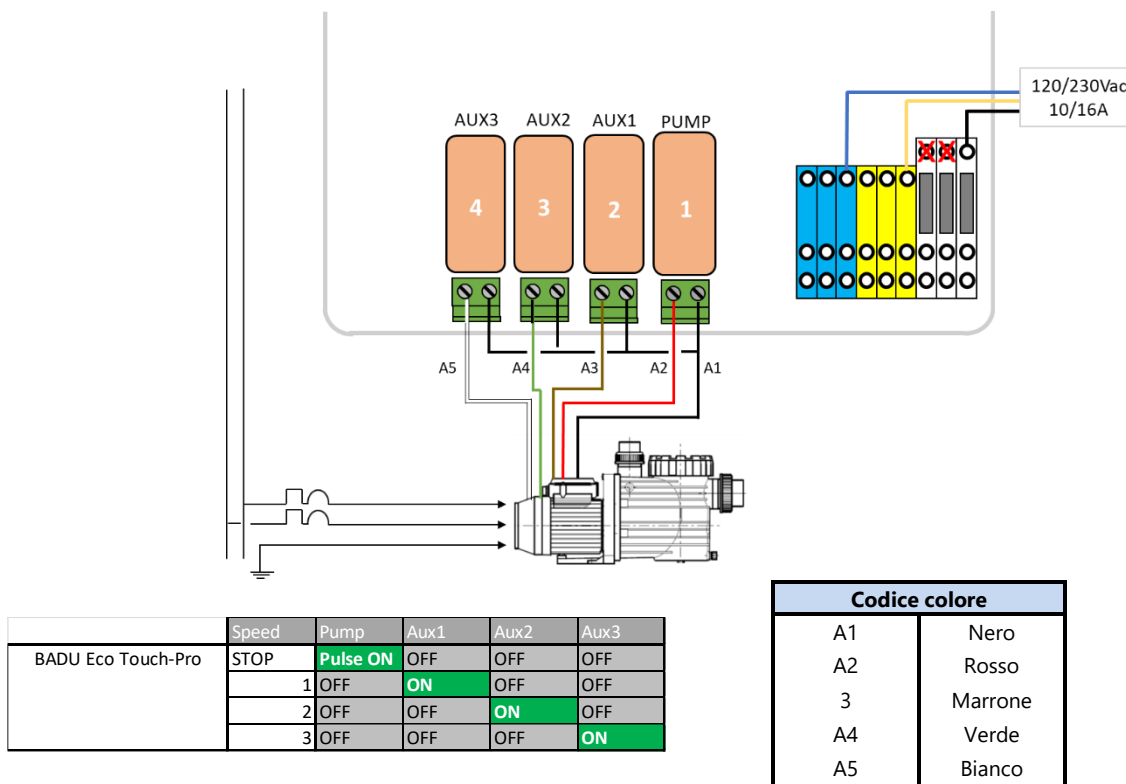 120/230Vac
10/16A
AUX3 AUX2 AUX1 PUMP
4 3 2 1
A5 A4 A3 A2 A1
Codice colore
A1 Nero
A2 Rosso
3 Marrone
A4 Verde
A5 Bianco
Speed Pump Aux1 Aux2 Aux3
BADU Eco Touch-Pro STOP Pulse ON OFF OFF OFF
1 OFF ON OFF OFF
2 OFF OFF ON OFF
3 OFF OFF OFF ON